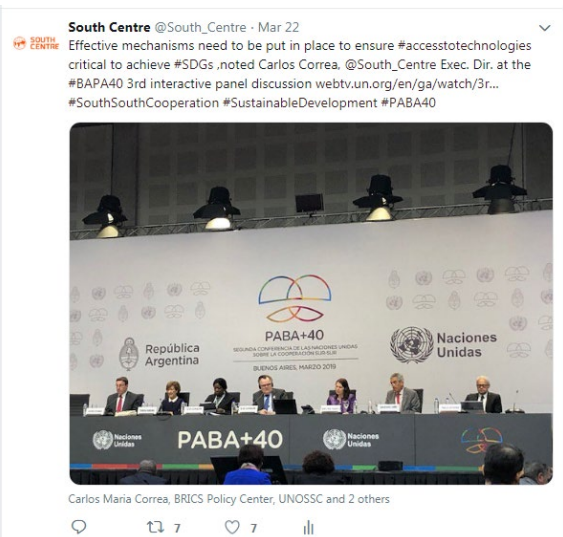 South Centre @South_Centre · Mar 22
SOUTH
CENTRE
Effective mechanisms need to be put in place to ensure #accesstotechnologies
critical to achieve #SDGs ,noted Carlos Correa, @South_Centre Exec. Dir. at the
#BAPA40 3rd interactive panel discussion webtv.un.org/en/ga/watch/3r...
#SouthSouthCooperation #SustainableDevelopment #PABA40
PABA+40
SEGUNDA CONFERENCIA DE LAS NACIONES UNIDAS
SOBRE LA COOPERACIÓN SUR-SUR
BUENOS AIRES, MARZO 2019
República
Argentina
Naciones
Unidas
Naciones
Unidas
PABA+40
Naciones
Unidas
Carlos Maria Correa, BRICS Policy Center, UNOSSC and 2 others
7
7